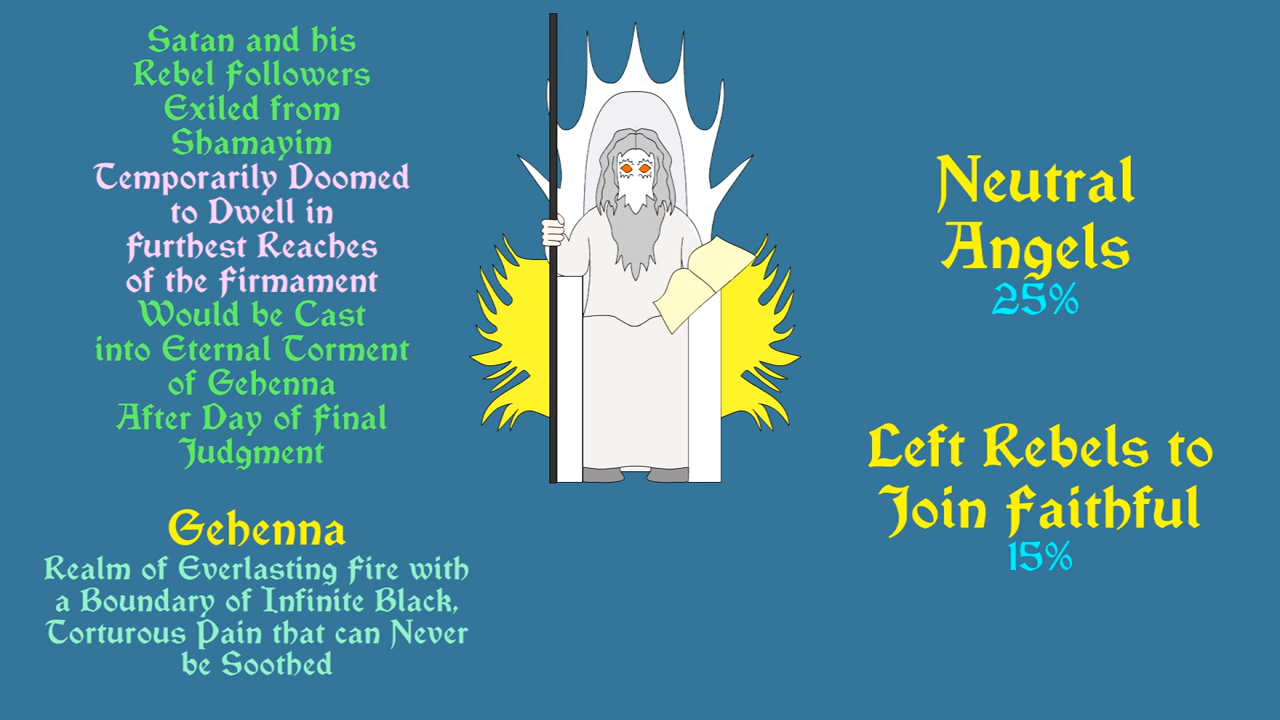 Satan and his
Rebel Followers
Exiled from
Shamayim
Temporarily Doomed
to Dwell in
Furthest Reaches
of the Firmament
Would be Cast
into Eternal Torment
of Gehenna
After Day of Final
Judgment
Gehenna
Realm of Everlasting Fire with
a Boundary of Infinite Black,
Torturous Pain that can Never
be Soothed
Neutral
Angels
25%
Left Rebels to
Join Faithful
15%